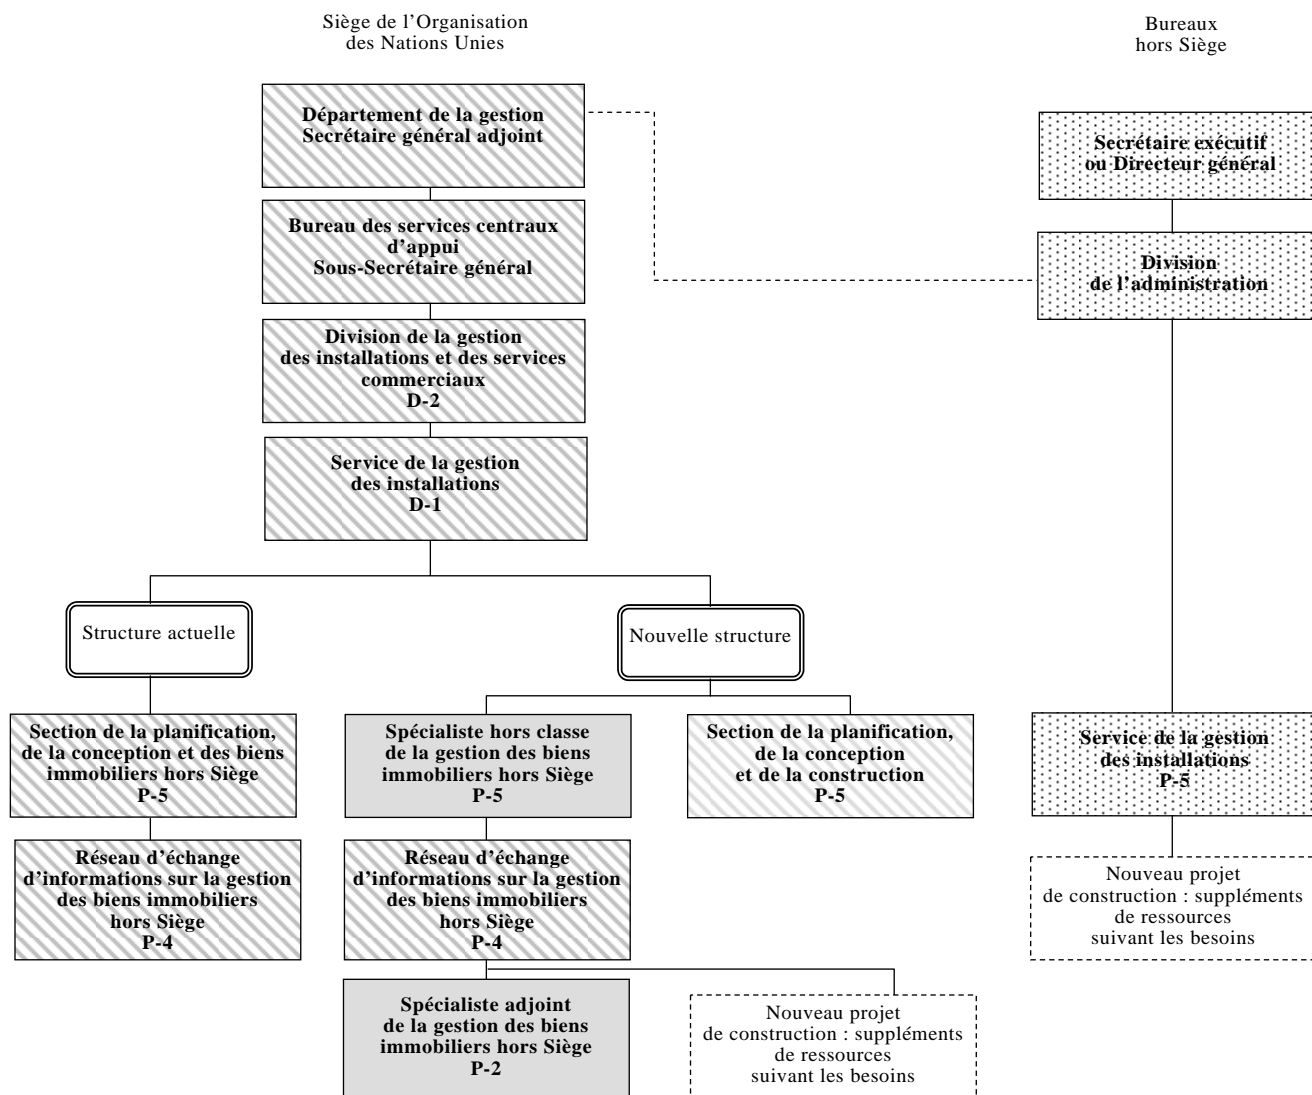 Siège de l’Organisation
des Nations Unies
Bureaux
hors Siège
Département de la gestion
Secrétaire général adjoint
Secrétaire exécutif
ou Directeur général
Bureau des services centraux
d’appui
Sous-Secrétaire général
Division
de l’administration
Division de la gestion
des installations et des services
commerciaux
D-2
Service de la gestion
des installations
D-1
Structure actuelle
Nouvelle structure
Section de la planification,
de la conception et des biens
immobiliers hors Siège
P-5
Spécialiste hors classe
de la gestion des biens
immobiliers hors Siège
P-5
Section de la planification,
de la conception
et de la construction
P-5
Service de la gestion
des installations
P-5
Réseau d’échange
d’informations sur la gestion
des biens immobiliers
hors Siège
P-4
Réseau d’échange
d’informations sur la gestion
des biens immobiliers
hors Siège
P-4
Nouveau projet
de construction : suppléments
de ressources
suivant les besoins
Spécialiste adjoint
de la gestion des biens
immobiliers hors Siège
P-2
Nouveau projet
de construction : suppléments
de ressources
suivant les besoins